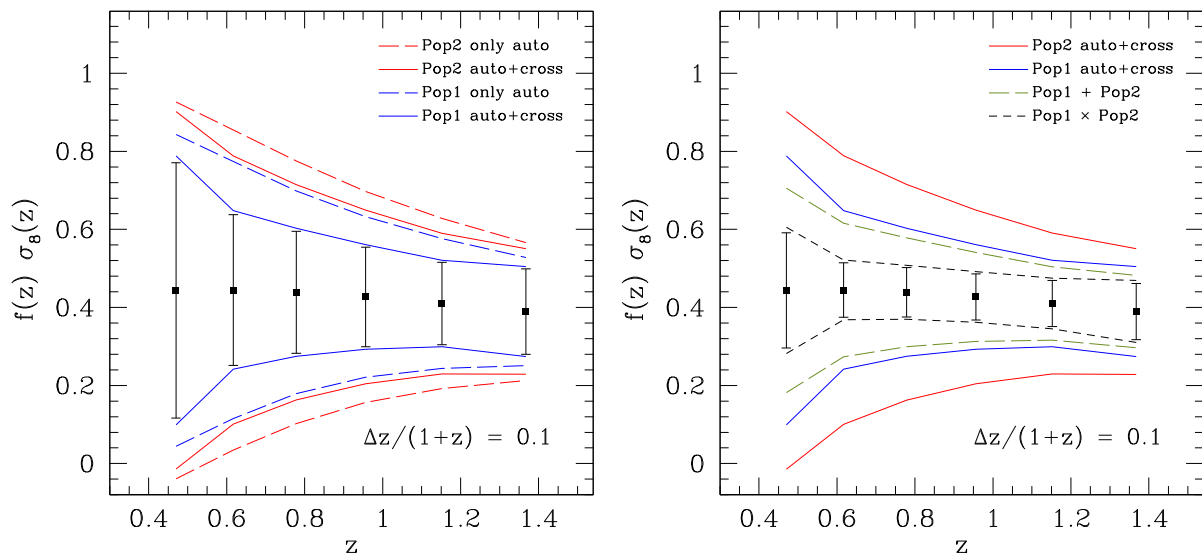 Pop2 only auto
Pop2 auto+cross
Pop1 only auto
Pop1 auto+cross
1
0.8
0.6
0.4
0.2
0
f(z) σ₈(z)
Δz/(1+z) = 0.1
0.4 0.6 0.8 1 1.2 1.4
z
Pop2 auto+cross
Pop1 auto+cross
Pop1 + Pop2
Pop1 × Pop2
1
0.8
0.6
0.4
0.2
0
f(z) σ₈(z)
Δz/(1+z) = 0.1
0.4 0.6 0.8 1 1.2 1.4
z